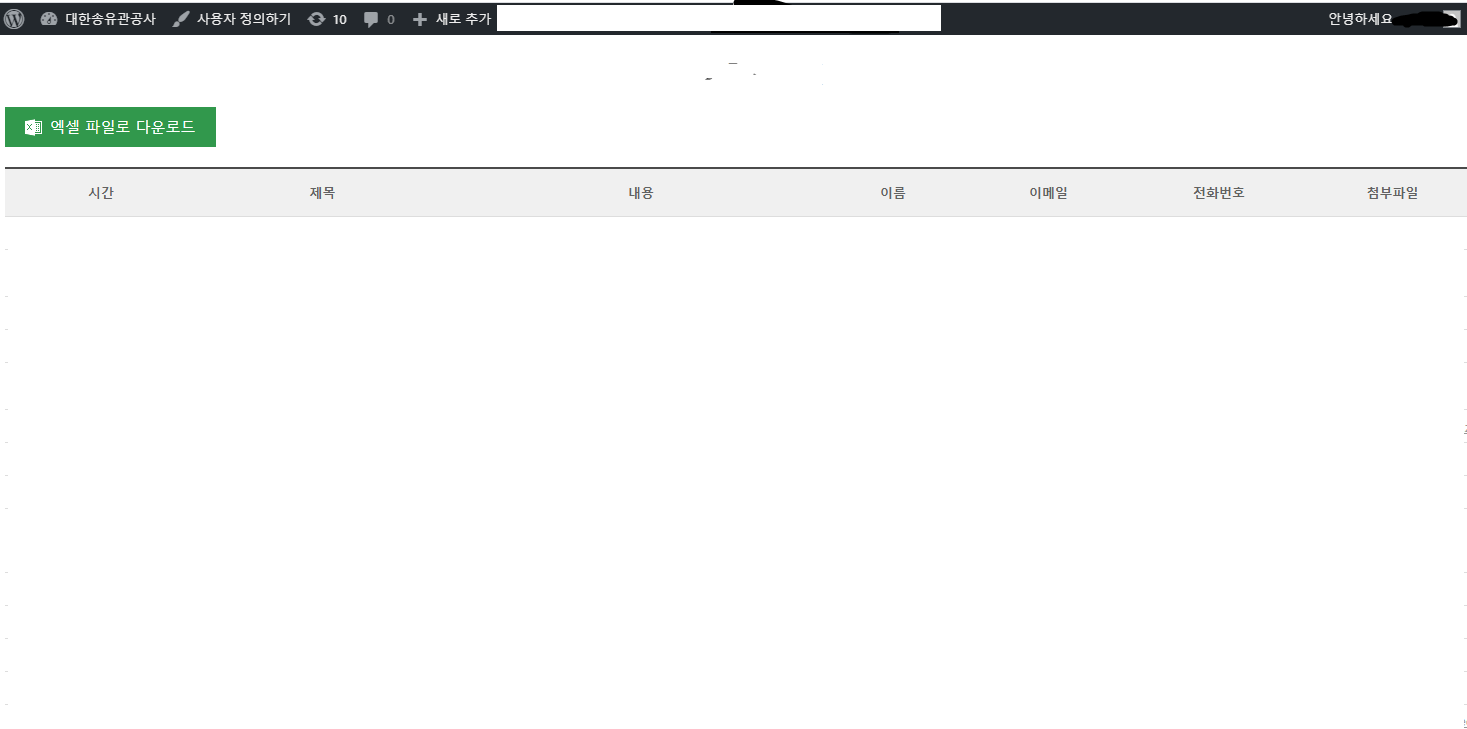 대한송유관공사 사용자 정의하기 10 0 새로 추가 안녕하세요
엑셀 파일로 다운로드
시간 제목 내용 이름 이메일 전화번호 첨부파일